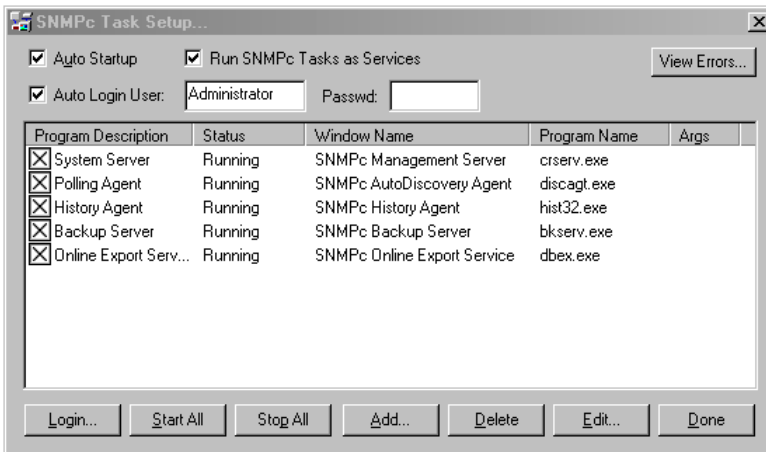 SNMPc Task Setup...
Auto Startup Run SNMPc Tasks as Services View Errors...
Auto Login User: Administrator Passwd:
Program Description Status Window Name Program Name Args
System Server Running SNMPc Management Server crserv.exe
Polling Agent Running SNMPc AutoDiscovery Agent discagt.exe
History Agent Running SNMPc History Agent hist32.exe
Backup Server Running SNMPc Backup Server bkserv.exe
Online Export Serv... Running SNMPc Online Export Service dbex.exe
Login... Start All Stop All Add... Delete Edit... Done